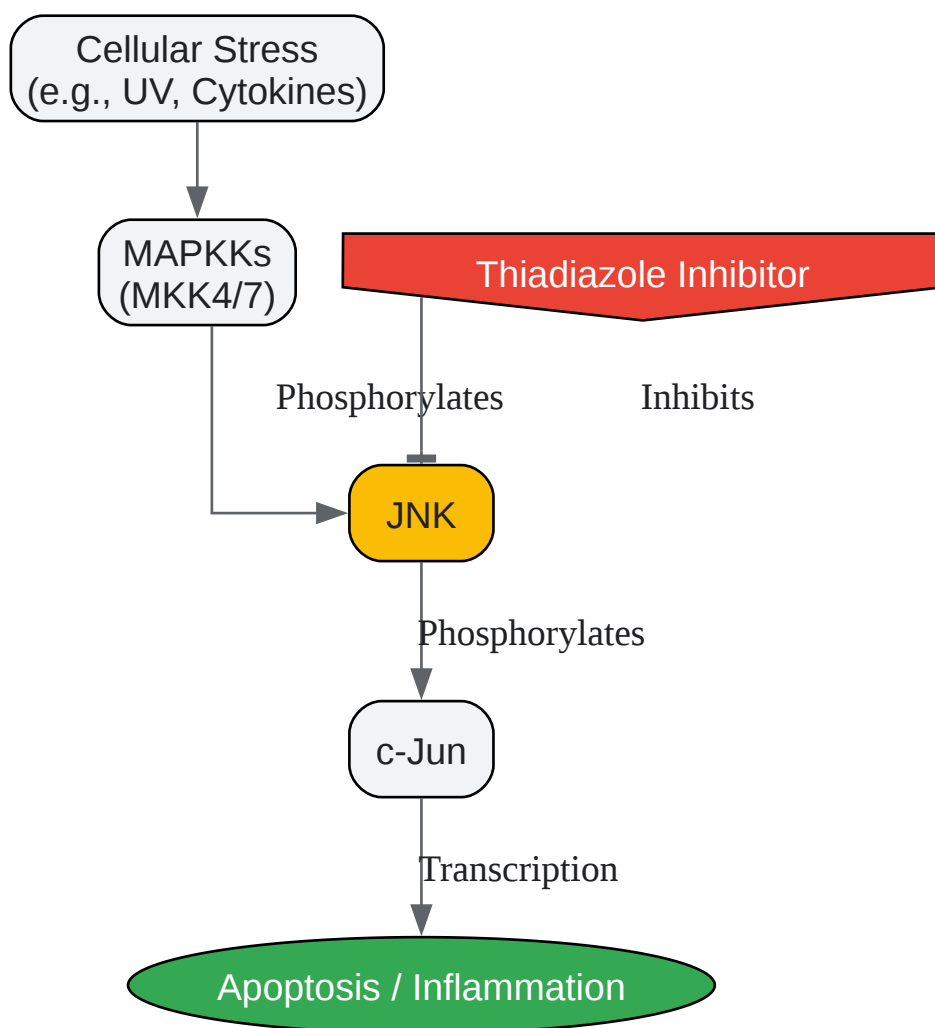 Cellular Stress
(e.g., UV, Cytokines)
MAPKKs
(MKK4/7)
Thiadiazole Inhibitor
Phosphorylates
Inhibits
JNK
Phosphorylates
c-Jun
Transcription
Apoptosis / Inflammation